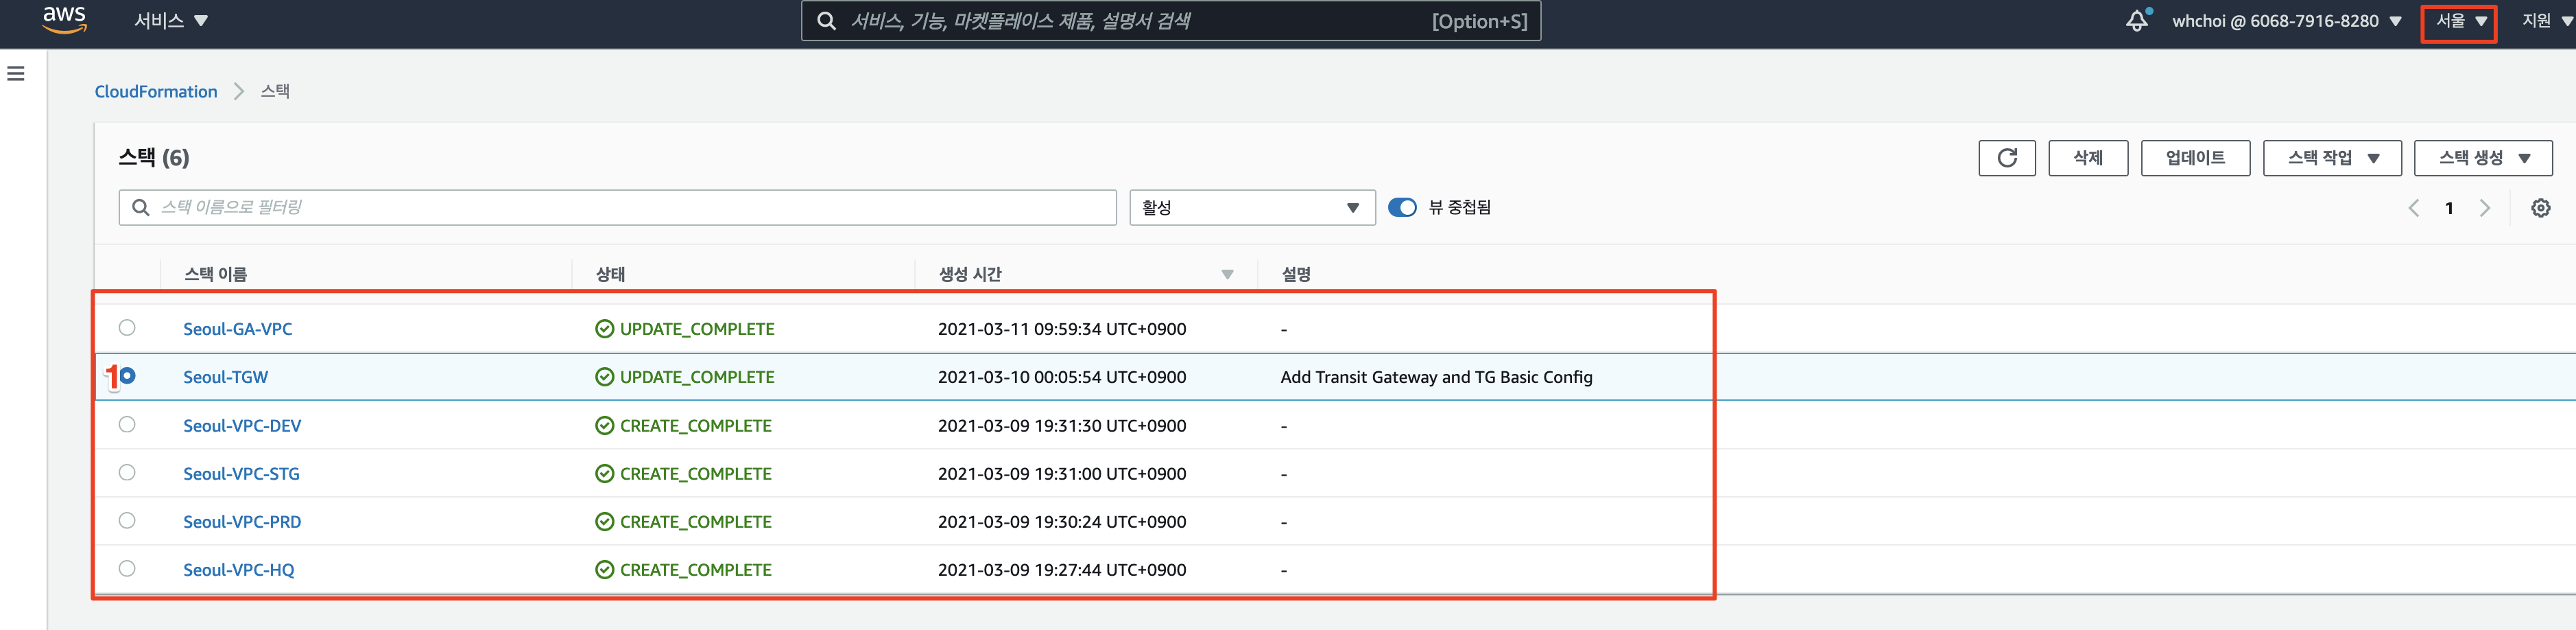 aws 서비스 ▼ 서비스, 기능, 마켓플레이스 제품, 설명서 검색 [Option+S] whchoi @ 6068-7916-8280 ▼ 서울 ▼ 지원 ▼
CloudFormation > 스택
스택 (6) 삭제 업데이트 스택 작업 ▼ 스택 생성 ▼
스택 이름으로 필터링 활성 ▼ 뷰 중첩됨 < 1 >
스택 이름 상태 생성 시간 ▼ 설명
Seoul-GA-VPC UPDATE_COMPLETE 2021-03-11 09:59:34 UTC+0900 -
1 Seoul-TGW UPDATE_COMPLETE 2021-03-10 00:05:54 UTC+0900 Add Transit Gateway and TG Basic Config
Seoul-VPC-DEV CREATE_COMPLETE 2021-03-09 19:31:30 UTC+0900 -
Seoul-VPC-STG CREATE_COMPLETE 2021-03-09 19:31:00 UTC+0900 -
Seoul-VPC-PRD CREATE_COMPLETE 2021-03-09 19:30:24 UTC+0900 -
Seoul-VPC-HQ CREATE_COMPLETE 2021-03-09 19:27:44 UTC+0900 -